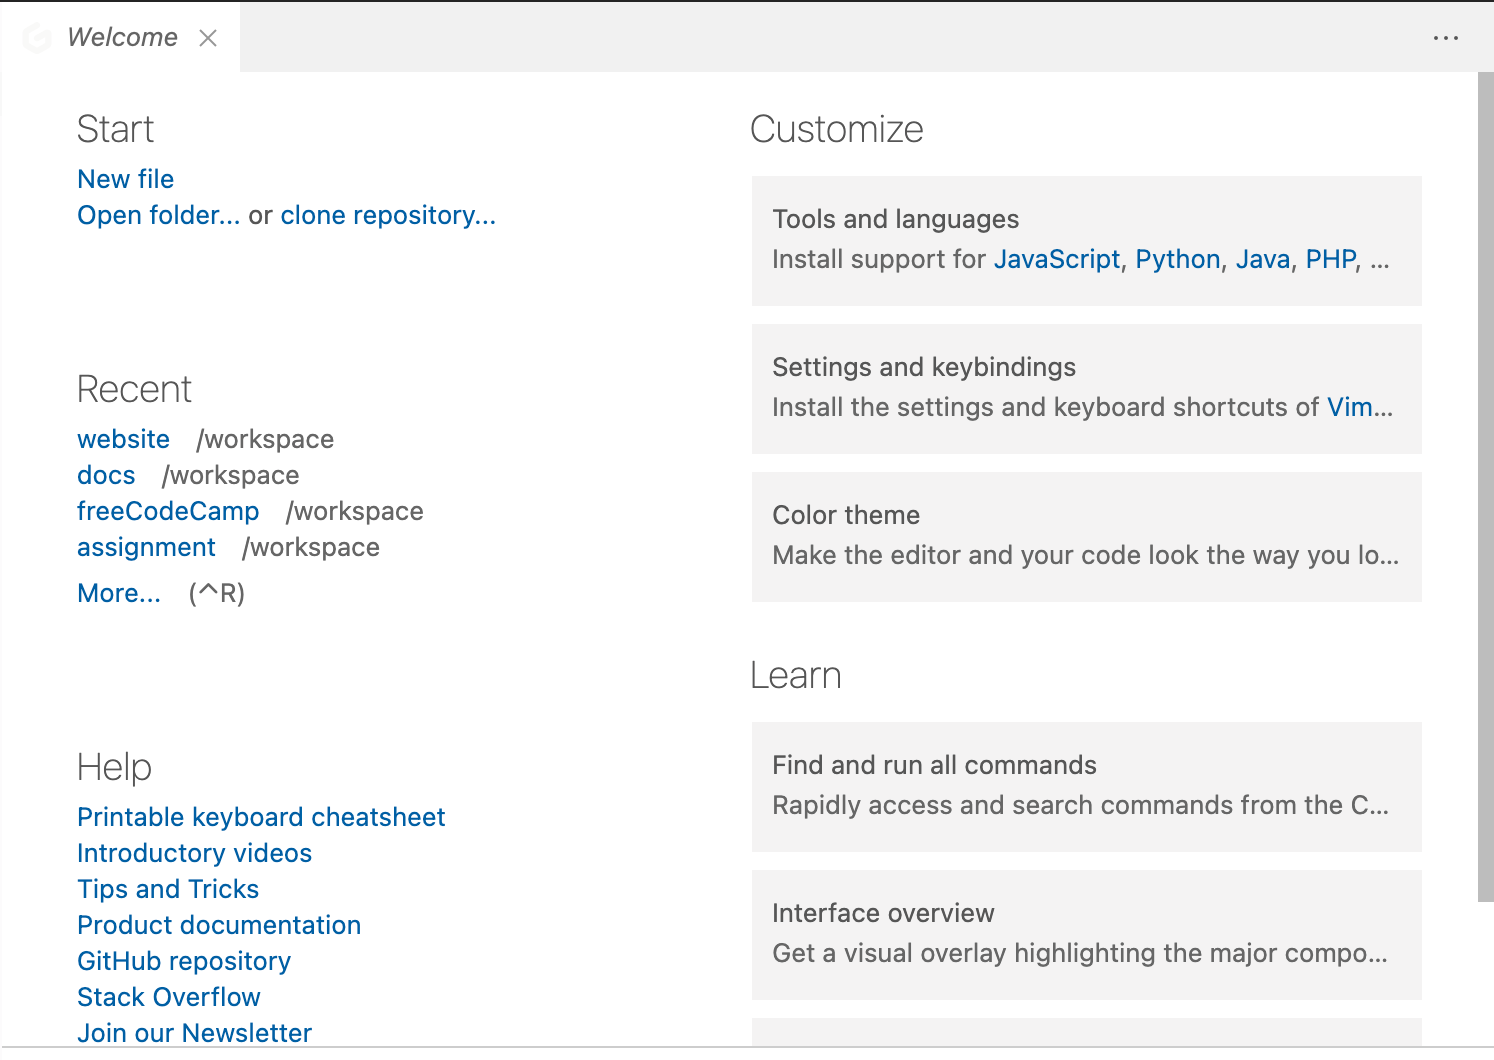 Welcome
Start
New file
Open folder... or clone repository...
Recent
website /workspace
docs /workspace
freeCodeCamp /workspace
assignment /workspace
More... (^R)
Help
Printable keyboard cheatsheet
Introductory videos
Tips and Tricks
Product documentation
GitHub repository
Stack Overflow
Join our Newsletter
Customize
Tools and languages
Install support for JavaScript, Python, Java, PHP, ...
Settings and keybindings
Install the settings and keyboard shortcuts of Vim...
Color theme
Make the editor and your code look the way you lo...
Learn
Find and run all commands
Rapidly access and search commands from the C...
Interface overview
Get a visual overlay highlighting the major compo...